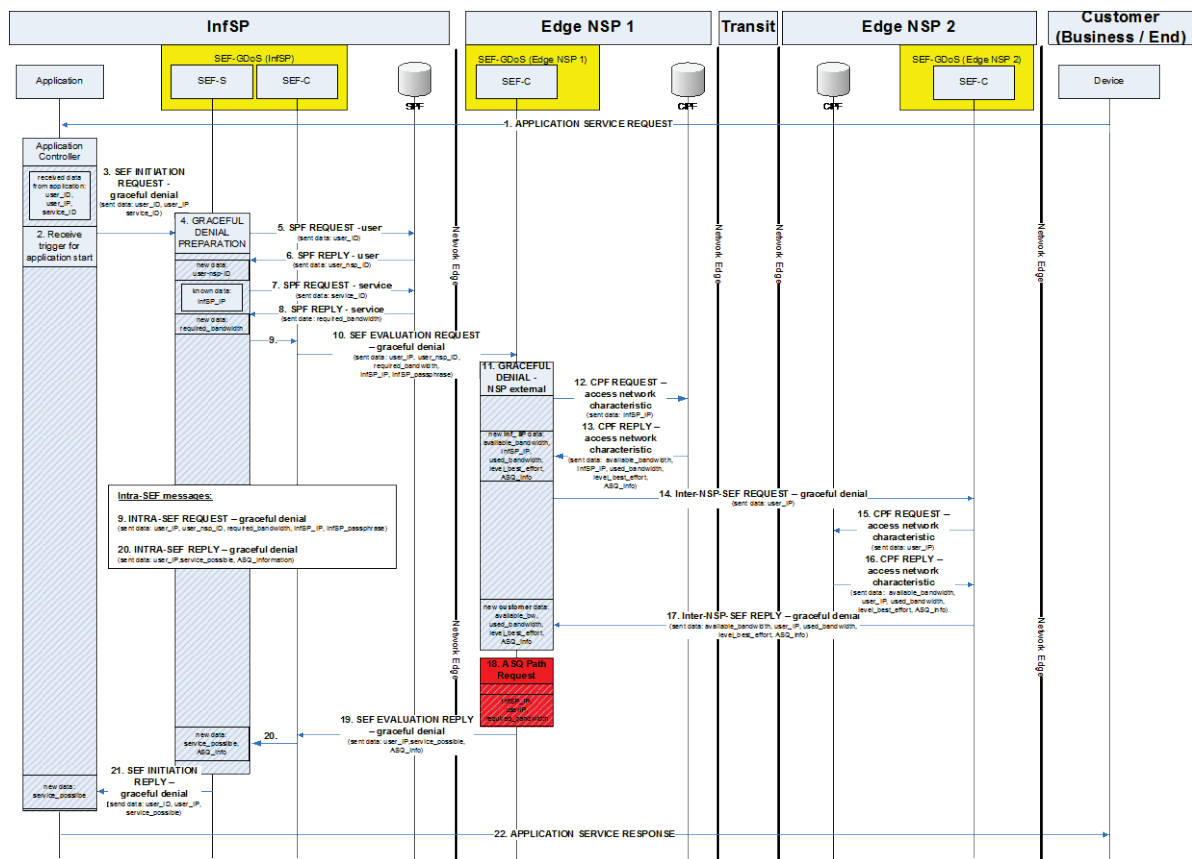 InfSP
Edge NSP 1
Transit
Edge NSP 2
Customer
(Business / End)
SEF-GDoS (InfSP)
SEF-GDoS (Edge NSP 1)
SEF-GDoS (Edge NSP 2)
Application
SEF-S
SEF-C
SPF
SEF-C
CPF
CPF
SEF-C
Device
1. APPLICATION SERVICE REQUEST
Application
Controller
received data
from application:
user_ID,
user_IP,
service_ID
2. Receive
trigger for
application start
3. SEF INITIATION
REQUEST -
graceful denial
(sent data: user_ID, user_IP
service_ID)
4. GRACEFUL
DENIAL
PREPARATION
5. SPF REQUEST -user
(sent data: user_ID)
6. SPF REPLY - user
(sent data: user_nsp_ID)
new data:
user-nsp-ID
7. SPF REQUEST - service
(sent data: service_ID)
known data:
InfSP_IP
8. SPF REPLY - service
(sent data: required_bandwidth)
new data:
required_bandwidth
9.
10. SEF EVALUATION REQUEST
– graceful denial
(sent data: user_IP, user_nsp_ID,
required_bandwidth,
InfSP_IP, InfSP_passphrase)
11. GRACEFUL
DENIAL -
NSP external
12. CPF REQUEST –
access network
characteristic
(sent data: InfSP_IP)
13. CPF REPLY –
access network
characteristic
(sent data: available_bandwidth,
InfSP_IP, used_bandwidth,
level_best_effort,
ASQ_Info)
new Inf_SP data:
available_bandwidth,
InfSP_IP,
used_bandwidth,
level_best_effort,
ASQ_Info
Network Edge
Network Edge
Network Edge
Network Edge
14. Inter-NSP-SEF REQUEST – graceful denial
(sent data: user_IP)
Intra-SEF messages:
9. INTRA-SEF REQUEST – graceful denial
(sent data: user_IP, user_nsp_ID, required_bandwidth, InfSP_IP, InfSP_passphrase)
20. INTRA-SEF REPLY – graceful denial
(sent data: user_IP,service_possible, ASQ_Information)
15. CPF REQUEST –
access network
characteristic
(sent data: user_IP)
16. CPF REPLY –
access network
characteristic
(sent data: available_bandwidth,
user_IP, used_bandwidth,
level_best_effort, ASQ_Info)
17. Inter-NSP-SEF REPLY – graceful denial
(sent data: available_bandwidth, user_IP, used_bandwidth,
level_best_effort, ASQ_Info)
new customer data:
available_bw,
used_bandwidth,
level_best_effort,
ASQ_Info
Network Edge
Network Edge
Network Edge
Network Edge
18. ASQ Path
Request
InfSP_IP,
userIP,
required_bandwidth
19. SEF EVALUATION REPLY
– graceful denial
(sent data: user_IP,service_possible,
ASQ_Info)
20.
new data:
service_possible,
ASQ_Info
21. SEF INITIATION
REPLY –
graceful denial
(send data: user_ID, user_IP,
service_possible)
new data:
service_possible
22. APPLICATION SERVICE RESPONSE